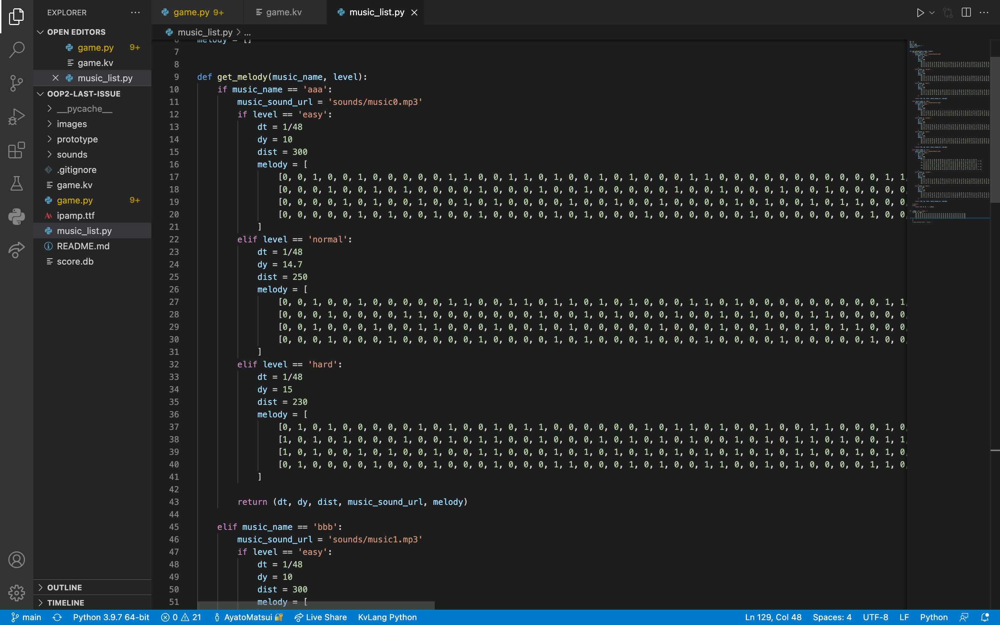 EXPLORER
OPEN EDITORS
game.py 9+
game.kv
music_list.py
OOP2-LAST-ISSUE
__pycache__
images
prototype
sounds
.gitignore
game.kv
game.py 9+
ipamp.ttf
music_list.py
README.md
score.db
OUTLINE
TIMELINE
game.py 9+
game.kv
music_list.py
music_list.py > ...
6 melody = []
7
8
9 def get_melody(music_name, level):
10 if music_name == 'aaa':
11 music_sound_url = 'sounds/music0.mp3'
12 if level == 'easy':
13 dt = 1/48
14 dy = 10
15 dist = 300
16 melody = [
17 [0, 0, 1, 0, 0, 1, 0, 0, 0, 0, 0, 1, 1, 0, 0, 1, 1, 0, 1, 0, 0, 1, 0, 1, 0, 0, 0, 1, 1, 0, 0, 0, 0, 0, 0, 0, 0, 0, 0, 0, 1, 1,
18 [0, 0, 0, 1, 0, 0, 1, 0, 1, 0, 0, 0, 0, 1, 0, 0, 0, 1, 0, 0, 1, 0, 0, 0, 0, 0, 1, 0, 0, 1, 0, 0, 0, 1, 0, 0, 1, 0, 0, 0, 0, 0,
19 [0, 0, 0, 0, 1, 0, 1, 0, 0, 1, 0, 0, 1, 0, 1, 0, 0, 0, 0, 1, 0, 0, 1, 0, 0, 1, 0, 0, 0, 0, 1, 0, 1, 0, 0, 1, 0, 1, 1, 0, 0, 0,
20 [0, 0, 0, 0, 0, 1, 0, 1, 0, 0, 1, 0, 0, 1, 0, 0, 0, 0, 1, 0, 1, 0, 0, 0, 1, 0, 0, 0, 0, 0, 0, 1, 0, 0, 0, 0, 0, 0, 0, 1, 0, 0,
21 ]
22 elif level == 'normal':
23 dt = 1/48
24 dy = 14.7
25 dist = 250
26 melody = [
27 [0, 0, 1, 0, 0, 1, 0, 0, 0, 0, 0, 1, 1, 0, 0, 1, 1, 0, 1, 1, 0, 1, 0, 1, 0, 0, 0, 1, 1, 0, 1, 0, 0, 0, 0, 0, 0, 0, 0, 0, 1, 1,
28 [0, 0, 0, 1, 0, 0, 0, 0, 1, 1, 0, 0, 0, 0, 0, 0, 0, 1, 0, 0, 1, 0, 1, 0, 0, 0, 1, 0, 0, 1, 0, 1, 0, 0, 0, 1, 1, 0, 0, 0, 0, 0,
29 [0, 0, 1, 0, 0, 0, 1, 0, 0, 1, 1, 0, 0, 0, 1, 0, 0, 1, 0, 1, 0, 0, 0, 0, 0, 1, 0, 0, 0, 1, 0, 0, 1, 0, 0, 1, 0, 1, 1, 0, 0, 0,
30 [0, 0, 0, 1, 0, 0, 0, 1, 0, 0, 0, 0, 0, 1, 0, 0, 0, 0, 1, 0, 1, 0, 0, 0, 1, 0, 0, 0, 1, 0, 0, 0, 0, 1, 0, 0, 0, 0, 0, 1, 0, 0,
31 ]
32 elif level == 'hard':
33 dt = 1/48
34 dy = 15
35 dist = 230
36 melody = [
37 [0, 1, 0, 1, 0, 0, 0, 0, 0, 1, 0, 1, 0, 0, 1, 0, 1, 1, 0, 0, 0, 0, 0, 0, 1, 0, 1, 1, 0, 1, 0, 0, 1, 0, 0, 1, 1, 0, 0, 0, 1, 0,
38 [1, 0, 1, 0, 1, 0, 0, 0, 1, 0, 0, 1, 0, 1, 1, 0, 0, 1, 0, 0, 0, 1, 0, 1, 0, 1, 0, 1, 0, 0, 1, 0, 1, 0, 1, 1, 0, 1, 0, 0, 1, 1,
39 [1, 0, 1, 0, 0, 1, 0, 1, 0, 0, 1, 0, 0, 1, 1, 0, 0, 0, 1, 0, 1, 0, 1, 0, 1, 0, 1, 0, 1, 0, 1, 0, 1, 0, 1, 1, 0, 0, 1, 0, 1, 0,
40 [0, 1, 0, 0, 0, 0, 1, 0, 0, 0, 1, 0, 0, 0, 1, 0, 0, 0, 1, 1, 0, 0, 0, 1, 0, 1, 0, 0, 1, 1, 0, 0, 1, 0, 1, 0, 0, 0, 0, 1, 1, 0,
41 ]
42
43 return (dt, dy, dist, music_sound_url, melody)
44
45 elif music_name == 'bbb':
46 music_sound_url = 'sounds/music1.mp3'
47 if level == 'easy':
48 dt = 1/48
49 dy = 10
50 dist = 300
51 melody = [
main Python 3.9.7 64-bit 0 21 AyatoMatsui Live Share KvLang Python Ln 129, Col 48 Spaces: 4 UTF-8 LF Python